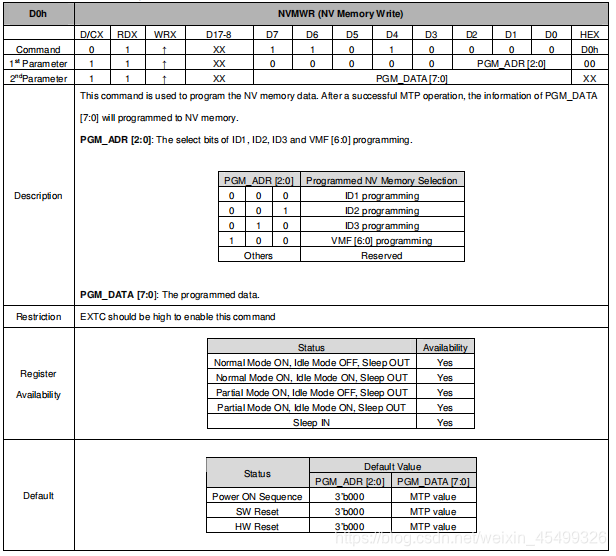 D0h NVMWR (NV Memory Write)
D/CX RDX WRX D17-8 D7 D6 D5 D4 D3 D2 D1 D0 HEX
Command 0 1 ↑ XX 1 1 0 1 0 0 0 0 D0h
1st Parameter 1 1 ↑ XX 0 0 0 0 0 PGM_ADR [2:0] 00
2nd Parameter 1 1 ↑ XX PGM_DATA [7:0] XX
Description
This command is used to program the NV memory data. After a successful MTP operation, the information of PGM_DATA
[7:0] will programmed to NV memory.
PGM_ADR [2:0]: The select bits of ID1, ID2, ID3 and VMF [6:0] programming.
PGM_ADR [2:0] Programmed NV Memory Selection
0 0 0 ID1 programming
0 0 1 ID2 programming
0 1 0 ID3 programming
1 0 0 VMF [6:0] programming
Others Reserved
PGM_DATA [7:0]: The programmed data.
Restriction EXTC should be high to enable this command
Register
Availability
Status Availability
Normal Mode ON, Idle Mode OFF, Sleep OUT Yes
Normal Mode ON, Idle Mode ON, Sleep OUT Yes
Partial Mode ON, Idle Mode OFF, Sleep OUT Yes
Partial Mode ON, Idle Mode ON, Sleep OUT Yes
Sleep IN Yes
Default
Status Default Value
PGM_ADR [2:0] PGM_DATA [7:0]
Power ON Sequence 3'b000 MTP value
SW Reset 3'b000 MTP value
HW Reset 3'b000 MTP value
https://blog.csdn.net/weixin_45499326